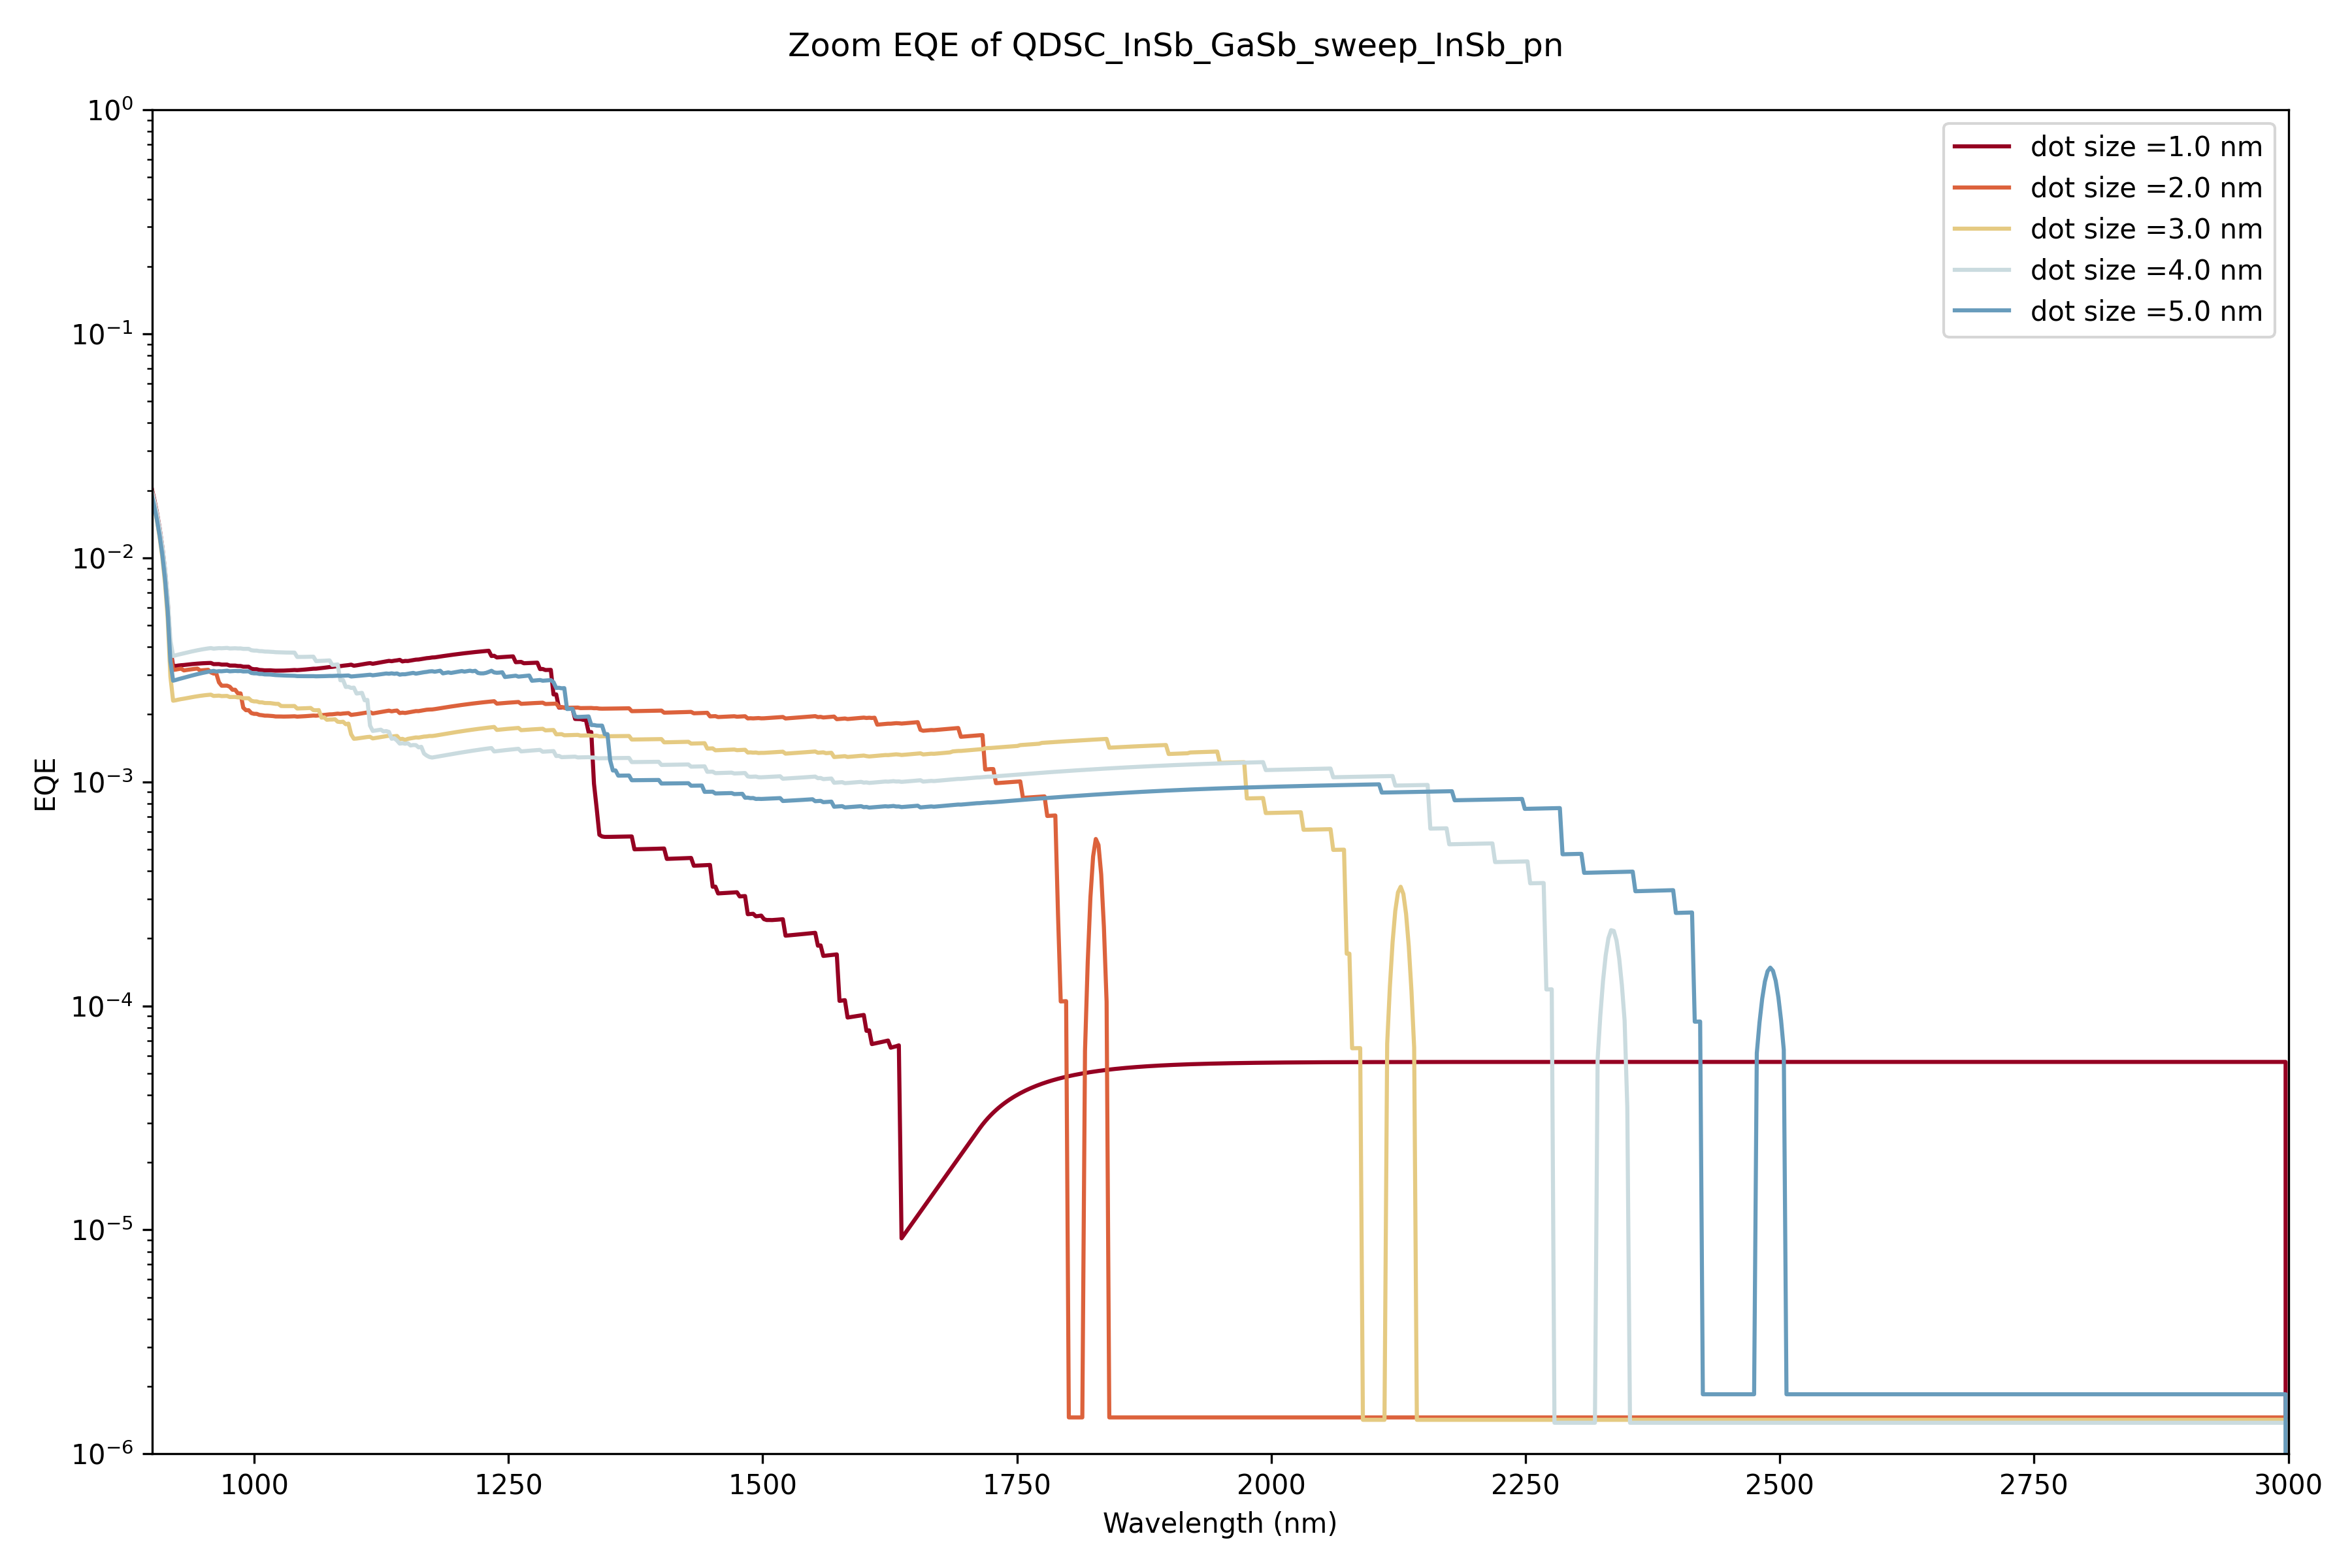 Zoom EQE of QDSC_InSb_GaSb_sweep_InSb_pn
10⁰
10⁻¹
10⁻²
10⁻³
10⁻⁴
10⁻⁵
10⁻⁶
EQE
dot size =1.0 nm
dot size =2.0 nm
dot size =3.0 nm
dot size =4.0 nm
dot size =5.0 nm
1000 1250 1500 1750 2000 2250 2500 2750 3000
Wavelength (nm)